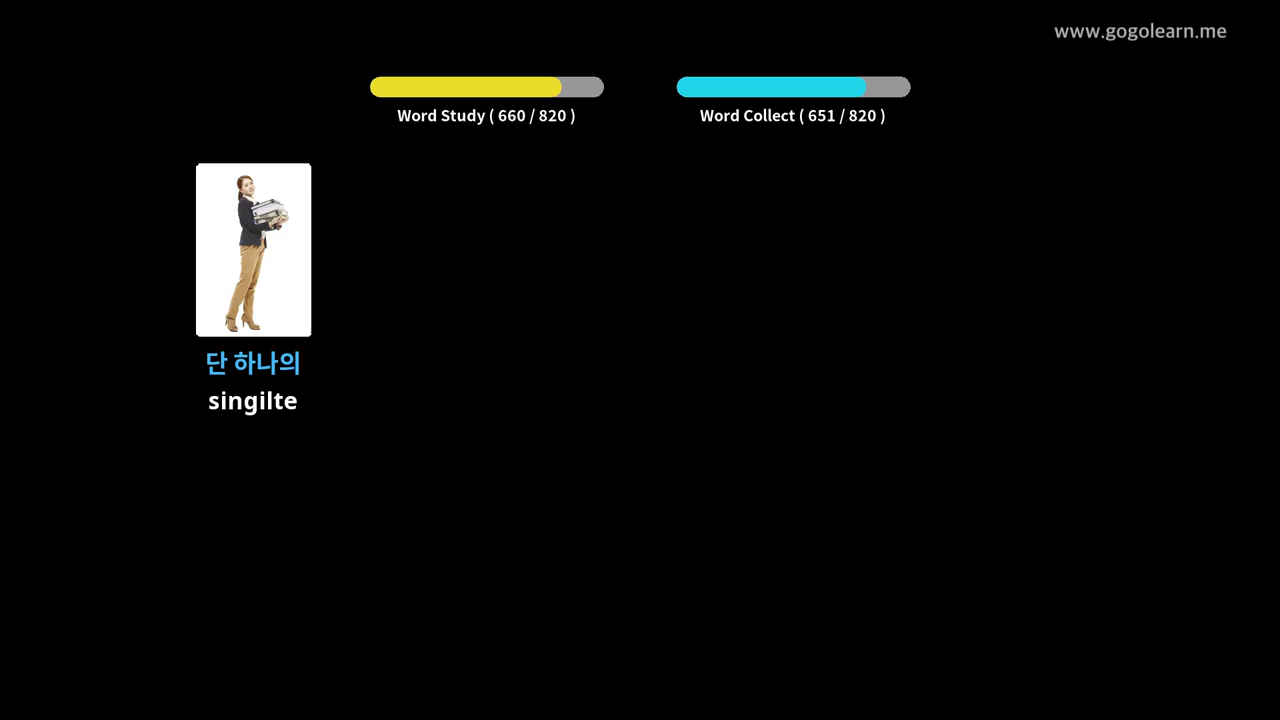 www.gogolearn.me
Word Study ( 660 / 820 )
Word Collect ( 651 / 820 )
단 하나의
singilte